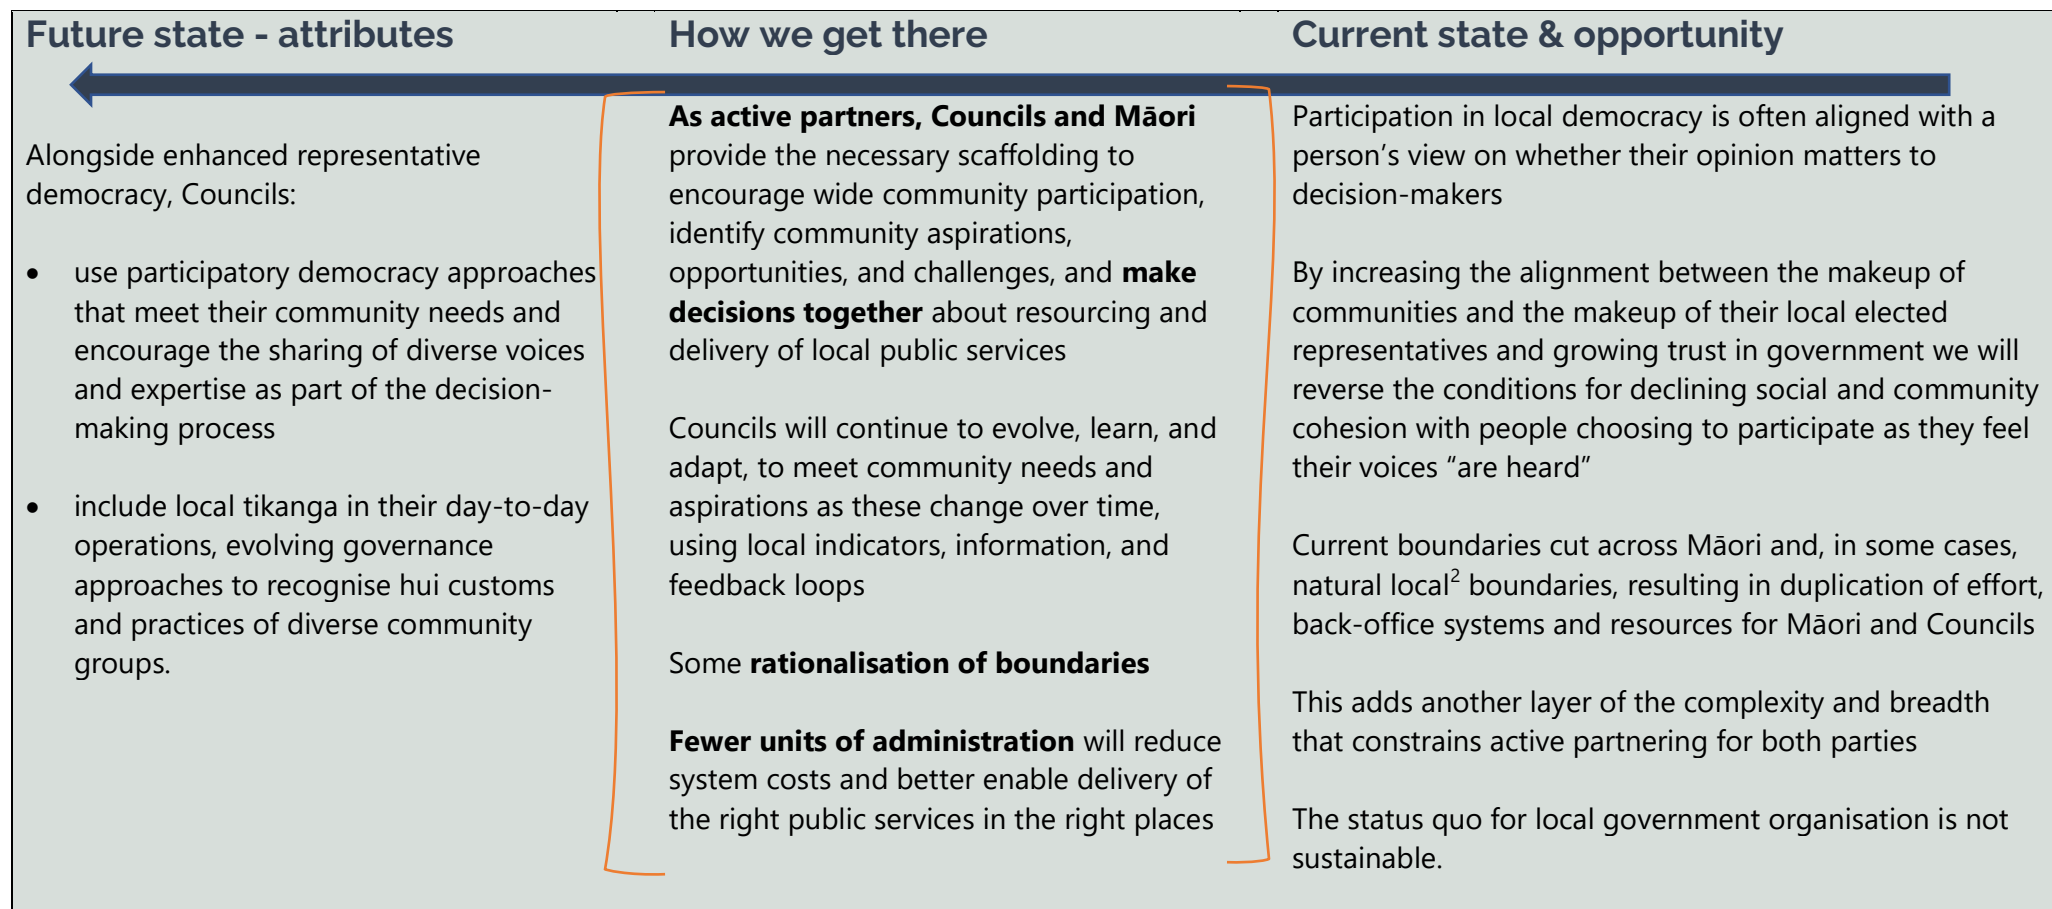 Future state - attributes
Alongside enhanced representative
democracy, Councils:
• use participatory democracy approaches
that meet their community needs and
encourage the sharing of diverse voices
and expertise as part of the decision-
making process
• include local tikanga in their day-to-day
operations, evolving governance
approaches to recognise hui customs
and practices of diverse community
groups.
How we get there
As active partners, Councils and Māori
provide the necessary scaffolding to
encourage wide community participation,
identify community aspirations,
opportunities, and challenges, and make
decisions together about resourcing and
delivery of local public services
Councils will continue to evolve, learn, and
adapt, to meet community needs and
aspirations as these change over time,
using local indicators, information, and
feedback loops
Some rationalisation of boundaries
Fewer units of administration will reduce
system costs and better enable delivery of
the right public services in the right places
Current state & opportunity
Participation in local democracy is often aligned with a
person’s view on whether their opinion matters to
decision-makers
By increasing the alignment between the makeup of
communities and the makeup of their local elected
representatives and growing trust in government we will
reverse the conditions for declining social and community
cohesion with people choosing to participate as they feel
their voices “are heard”
Current boundaries cut across Māori and, in some cases,
natural local² boundaries, resulting in duplication of effort,
back-office systems and resources for Māori and Councils
This adds another layer of the complexity and breadth
that constrains active partnering for both parties
The status quo for local government organisation is not
sustainable.